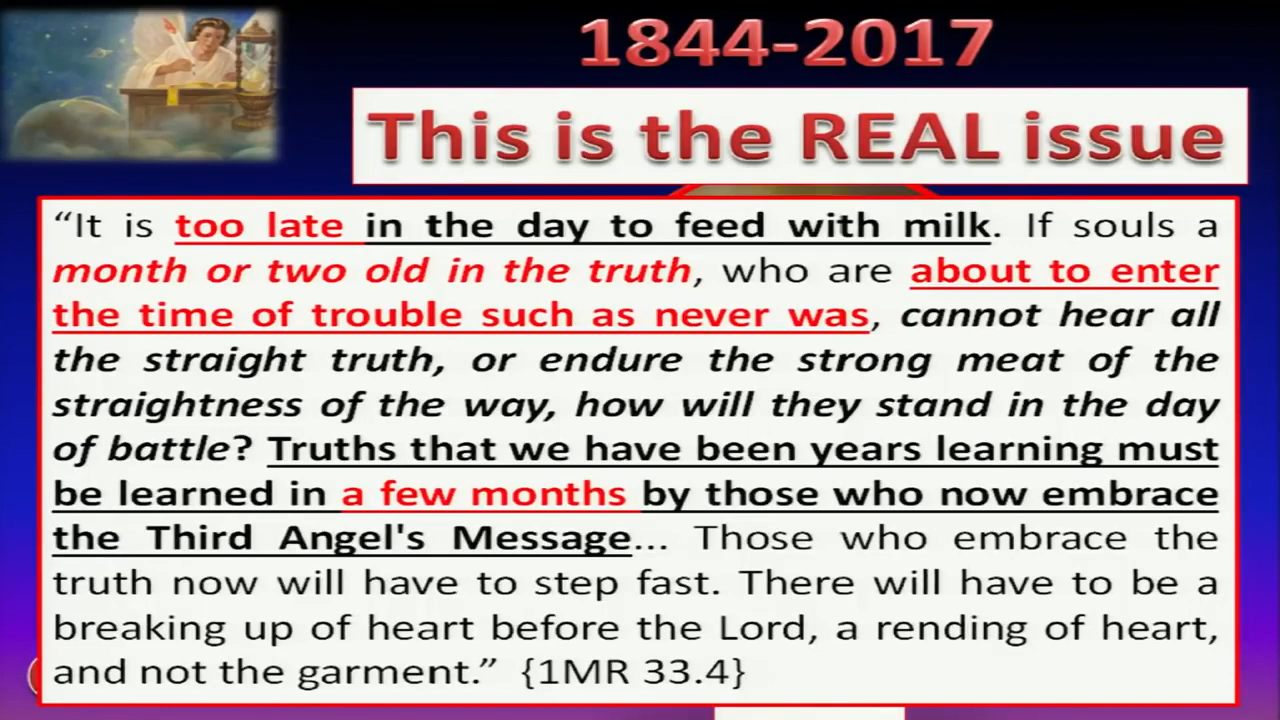 1844-2017
This is the REAL issue
“It is too late in the day to feed with milk. If souls a
month or two old in the truth, who are about to enter
the time of trouble such as never was, cannot hear all
the straight truth, or endure the strong meat of the
straightness of the way, how will they stand in the day
of battle? Truths that we have been years learning must
be learned in a few months by those who now embrace
the Third Angel's Message... Those who embrace the
truth now will have to step fast. There will have to be a
breaking up of heart before the Lord, a rending of heart,
and not the garment.” {1MR 33.4}